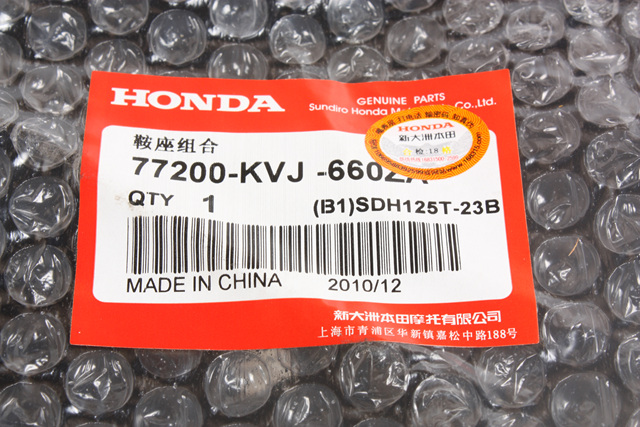 HONDA
GENUINE PARTS
Sundiro Honda Co.,Ltd.
鞍座组合
77200-KVJ -660ZA
QTY 1 (B1)SDH125T-23B
MADE IN CHINA 2010/12
新大洲本田摩托有限公司
上海市青浦区华新镇嘉松中路188号
HONDA
新大洲本田
检 18